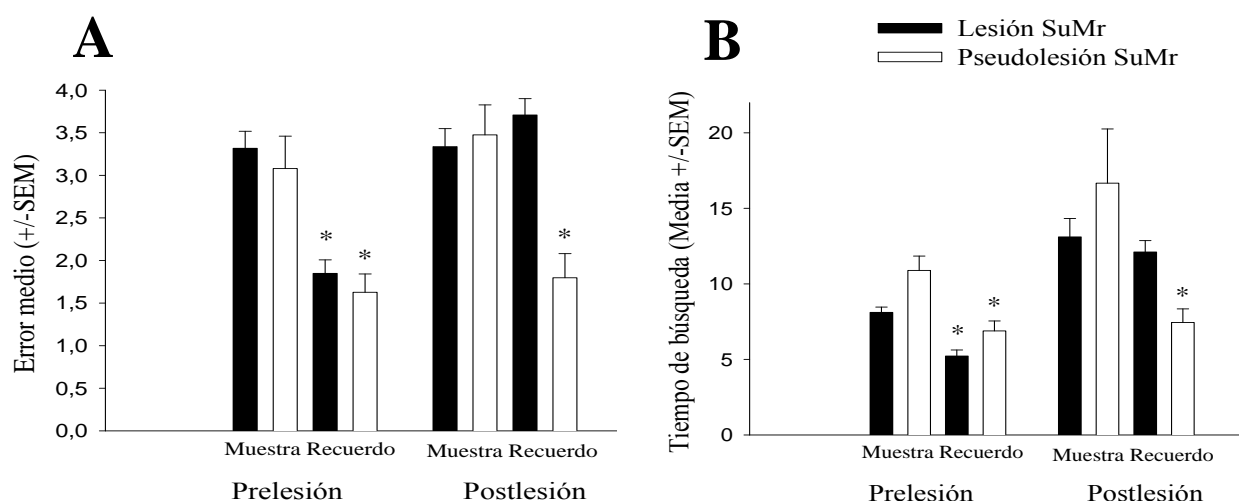 A
Error medio (+/-SEM)
4,0
3,5
3,0
2,5
2,0
1,5
1,0
0,5
0,0
* * *
Muestra Recuerdo Muestra Recuerdo
Prelesión Postlesión
B
Lesión SuMr
Pseudolesión SuMr
Tiempo de búsqueda (Media +/-SEM)
20
15
10
5
0
* * *
Muestra Recuerdo Muestra Recuerdo
Prelesión Postlesión